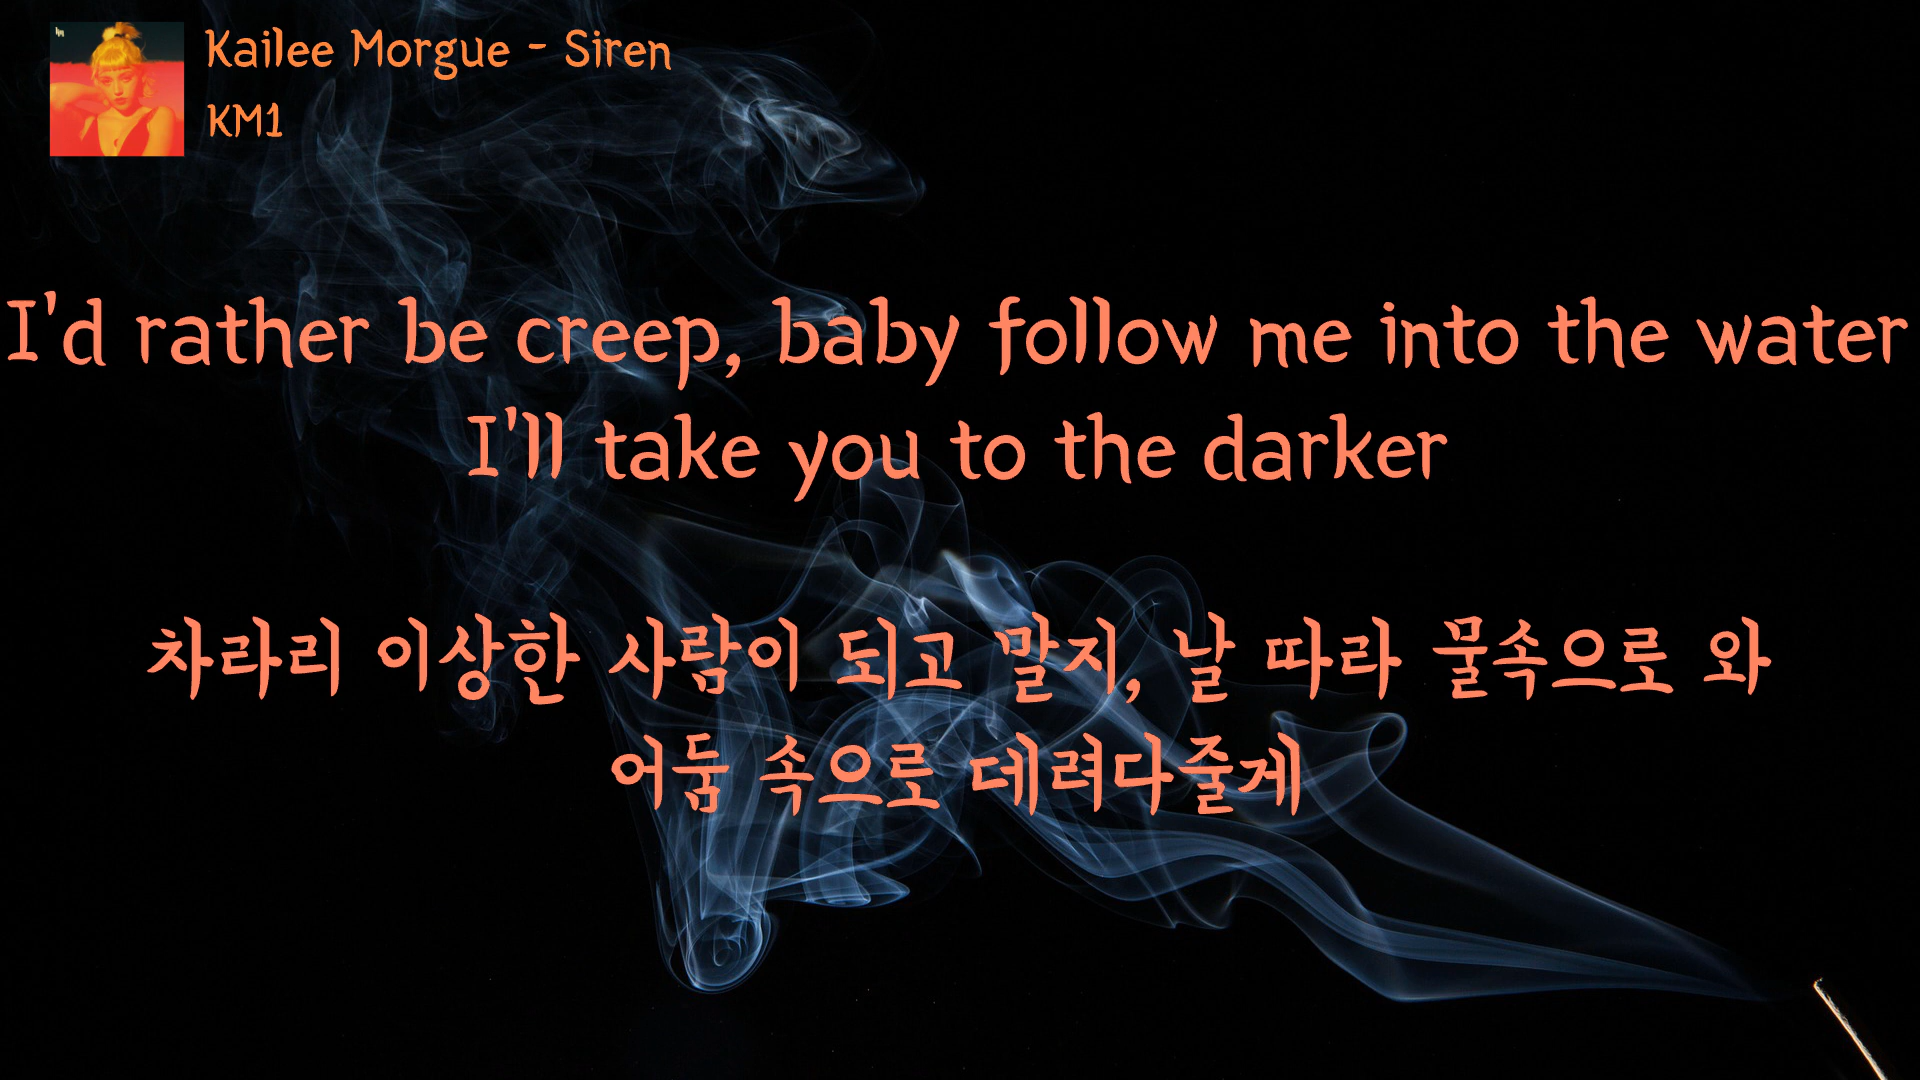 Kailee Morgue - Siren
KM1
I'd rather be creep, baby follow me into the water
I'll take you to the darker
차라리 이상한 사람이 되고 말지, 날 따라 물속으로 와
어둠 속으로 데려다줄게